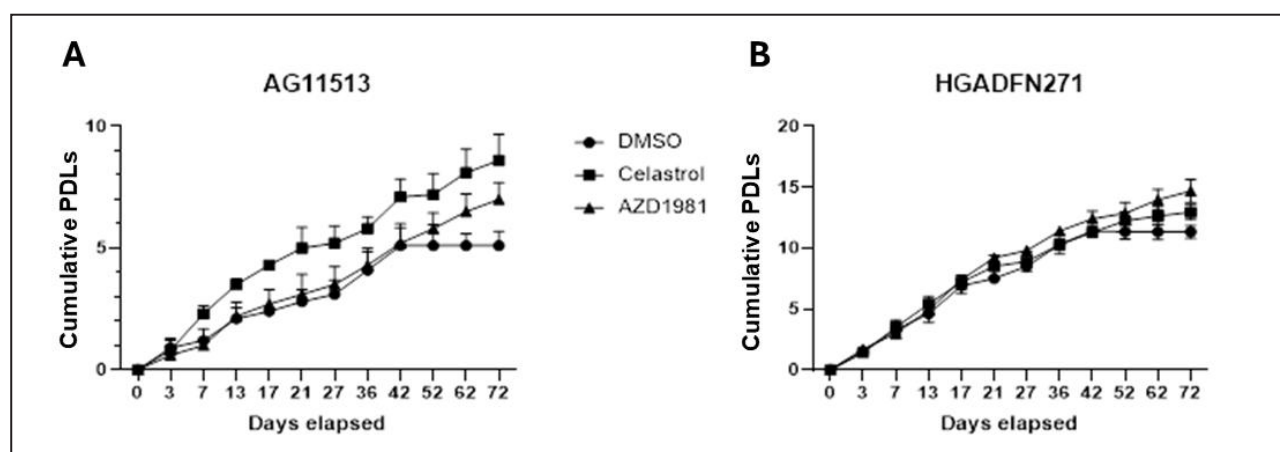 A
AG11513
Cumulative PDLs
10
5
0
0 3 7 13 17 21 27 36 42 52 62 72
Days elapsed
DMSO
Celastrol
AZD1981
B
HGADFN271
Cumulative PDLs
20
15
10
5
0
0 3 7 13 17 21 27 36 42 52 62 72
Days elapsed